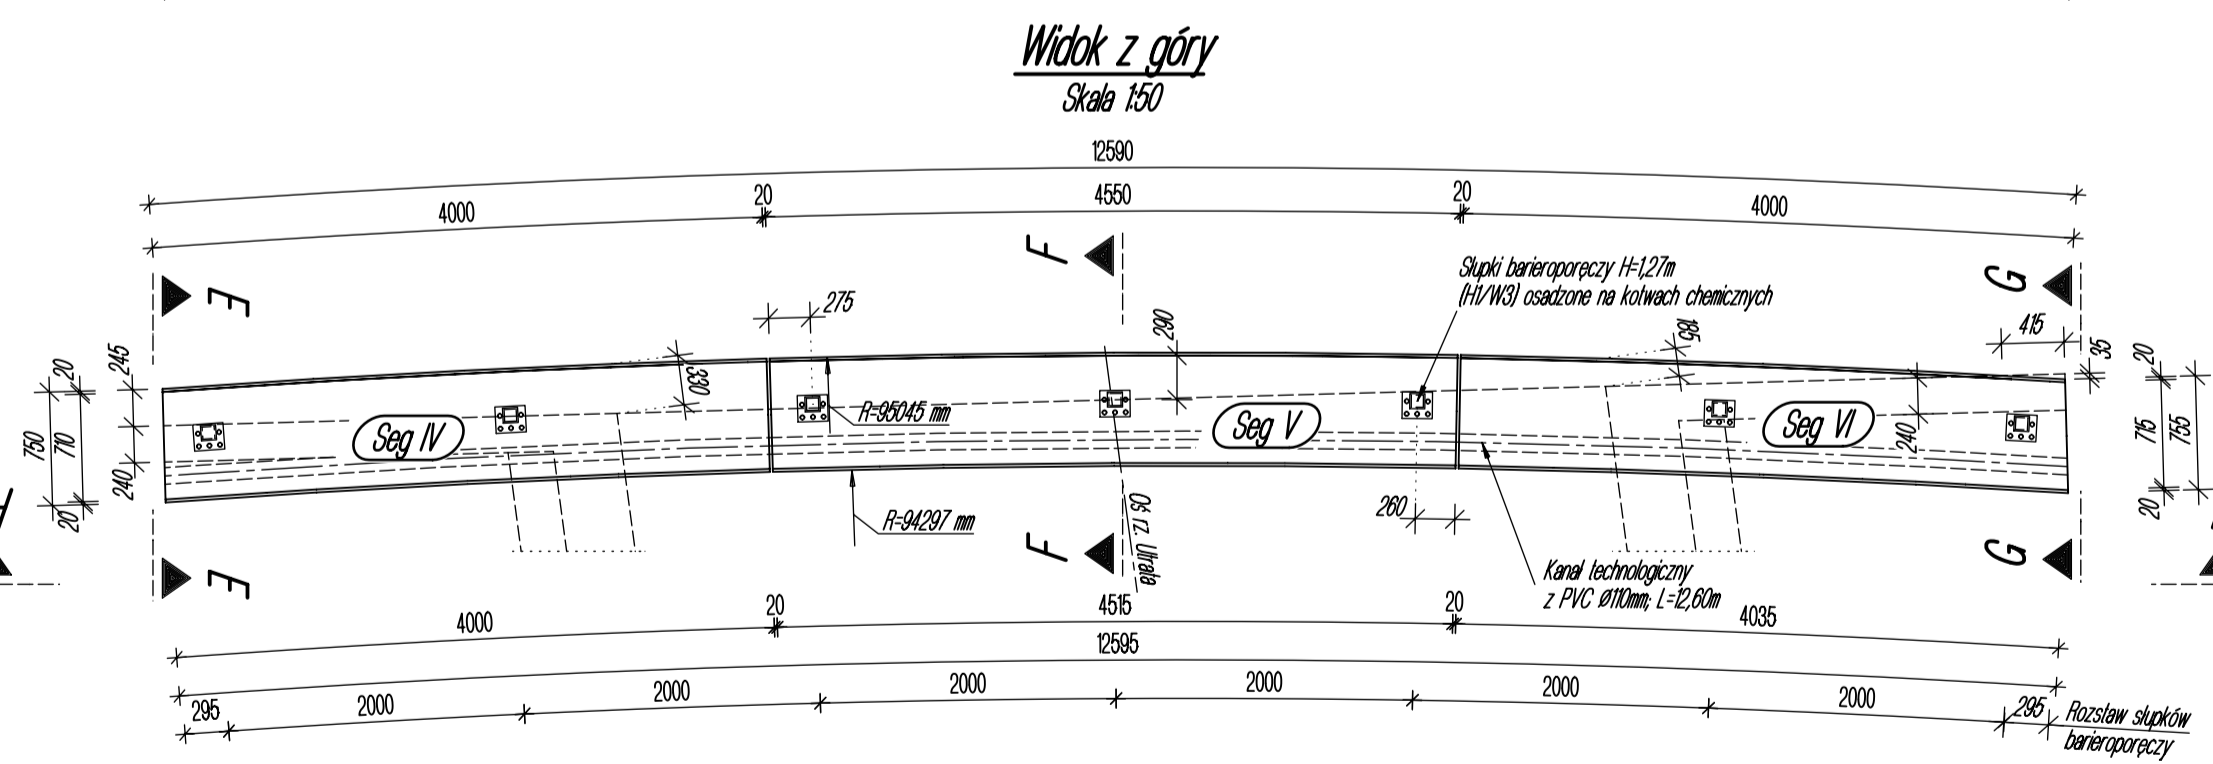 Widok z góry
Skala 1:50
12590
4000
20
4550
20
4000
E
F
G
275
290
Słupki barieroporęczy H=1,27m
(H1/W3) osadzone na kotwach chemicznych
185
415
35
20
715
755
20
750
20
710
20
245
240
330
R=95045 mm
Seg IV
Seg V
Seg VI
240
R=94297 mm
260
Oś rz. Utrata
Kanał technologiczny
z PVC Ø110mm; L=12,60m
E
F
G
4000
20
4515
20
4035
12595
295
2000
2000
2000
2000
2000
2000
295
Rozstaw słupków
barieroporęczy